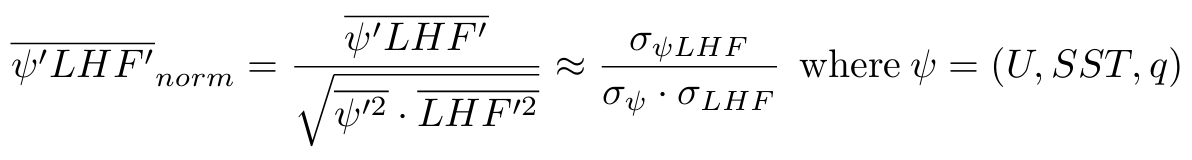 $\overline{\psi' LHF'}_{norm} = \frac{\overline{\psi' LHF'}}{\sqrt{\overline{\psi'^2} \cdot \overline{LHF'^2}}} \approx \frac{\sigma_{\psi LHF}}{\sigma_{\psi} \cdot \sigma_{LHF}}$ where $\psi = (U, SST, q)$